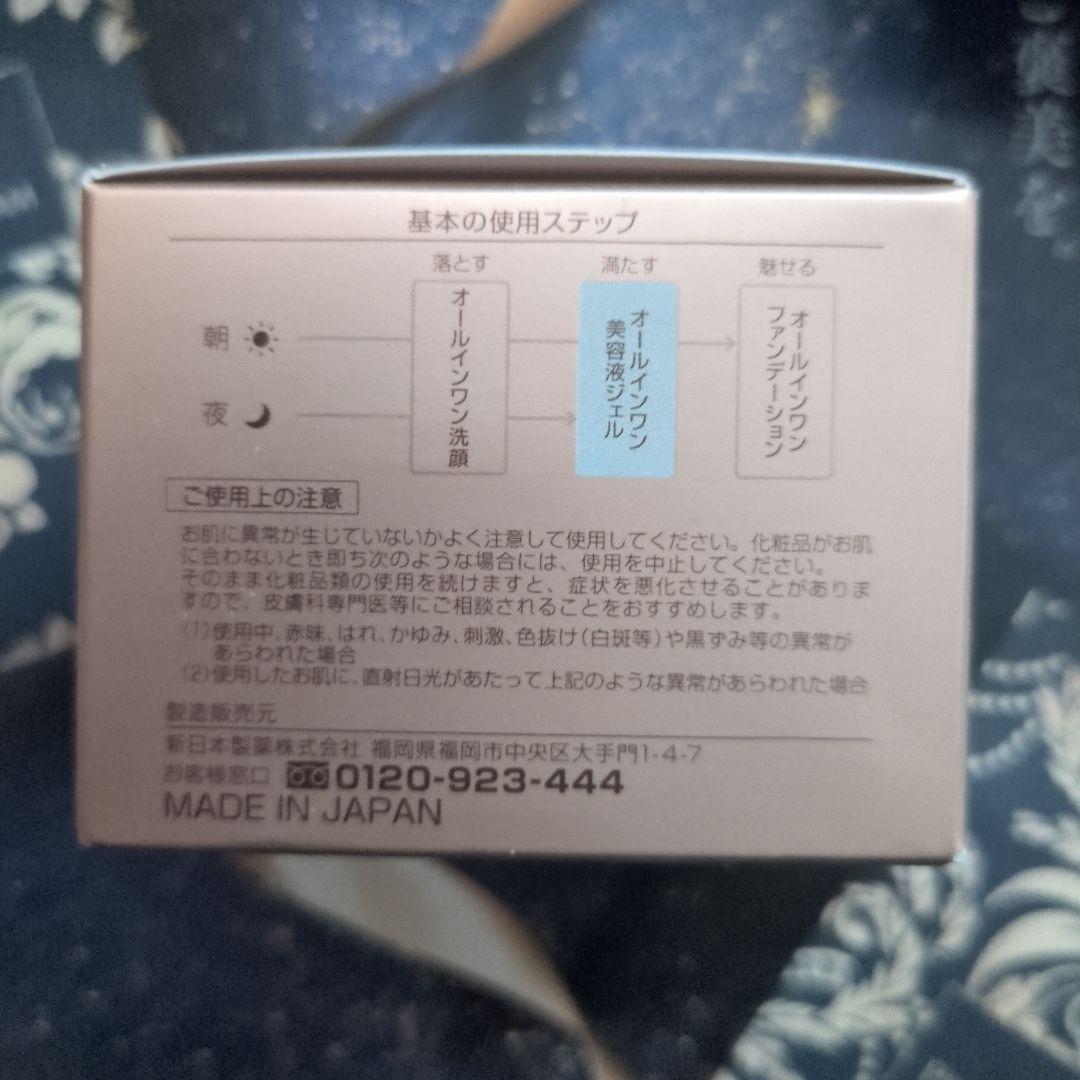 基本の使用ステップ
落とす 満たす 魅せる
朝
夜
オールインワン洗顔
オールインワン
美容液ジェル
オールインワン
ファンデーション
ご使用上の注意
お肌に異常が生じていないかよく注意して使用してください。化粧品がお肌
に合わないとき即ち次のような場合には、使用を中止してください。
そのまま化粧品類の使用を続けますと、症状を悪化させることがありま
すので、皮膚科専門医等にご相談されることをおすすめします。
(1)使用中、赤味、はれ、かゆみ、刺激、色抜け(白斑等)や黒ずみ等の異常が
あらわれた場合
(2)使用したお肌に、直射日光があたって上記のような異常があらわれた場合
製造販売元
新日本製薬株式会社 福岡県福岡市中央区大手門1-4-7
お客様窓口 0120-923-444
MADE IN JAPAN
ご褒美を。